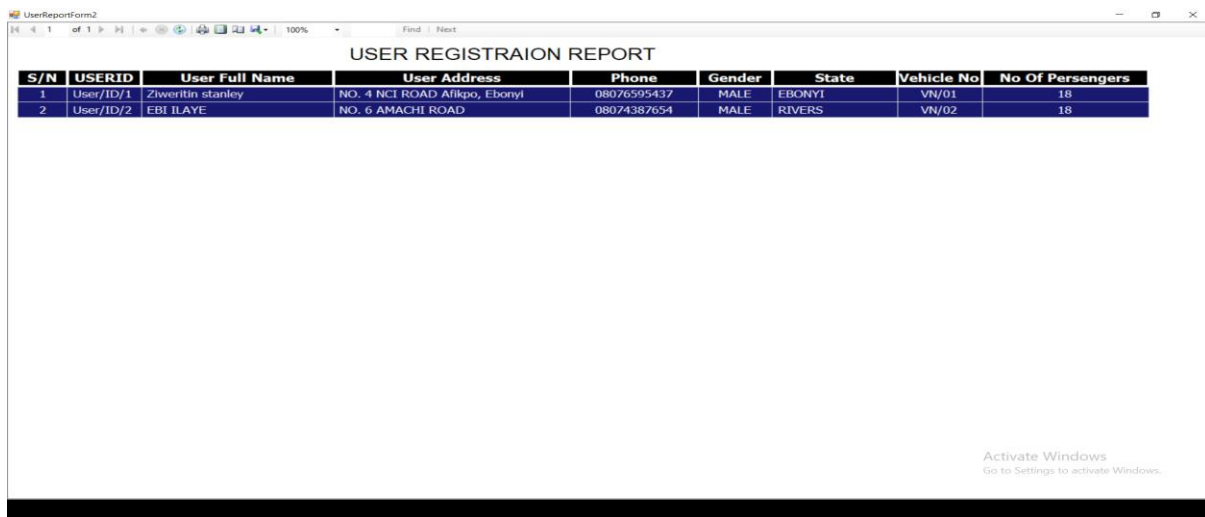 UserReportForm2
1 of 1 100% Find | Next
USER REGISTRAION REPORT
S/N USERID User Full Name User Address Phone Gender State Vehicle No No Of Persengers
1 User/ID/1 Ziweritin stanley NO. 4 NCI ROAD Afikpo, Ebonyi 08076595437 MALE EBONYI VN/01 18
2 User/ID/2 EBI ILAYE NO. 6 AMACHI ROAD 08074387654 MALE RIVERS VN/02 18
Activate Windows
Go to Settings to activate Windows.